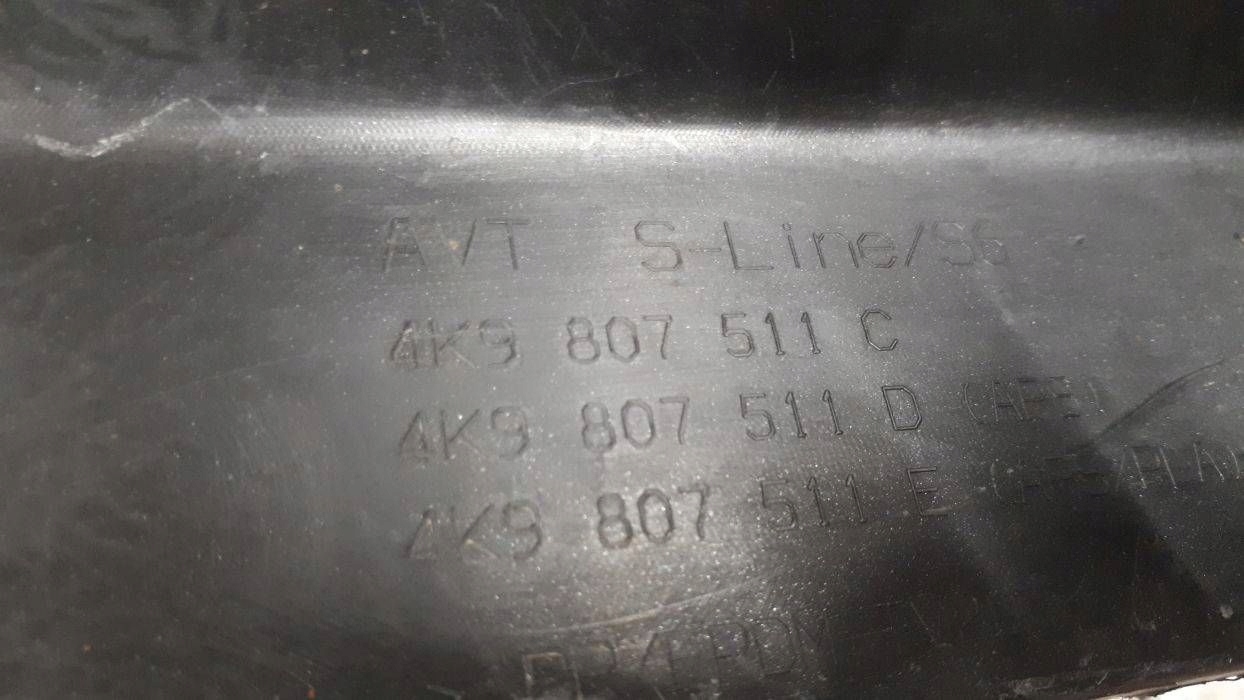 AVT S-Line/S6
4K9 807 511 C
4K9 807 511 D
4K9 807 511 E